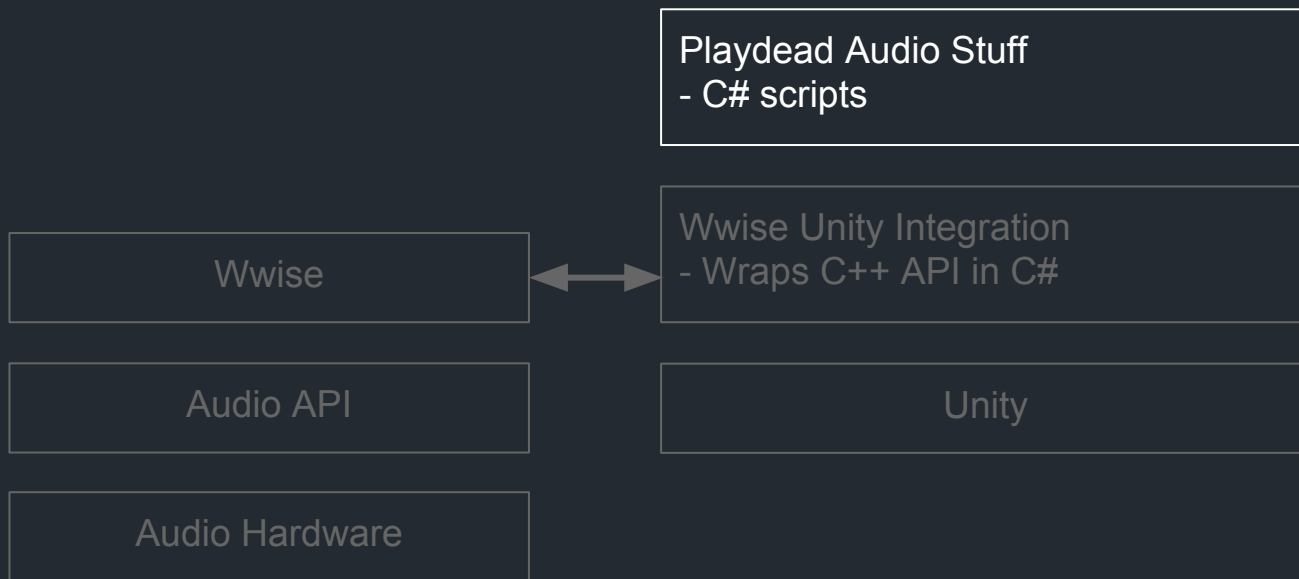 Playdead Audio Stuff
- C# scripts
Wwise Unity Integration
- Wraps C++ API in C#
Wwise
Audio API
Unity
Audio Hardware